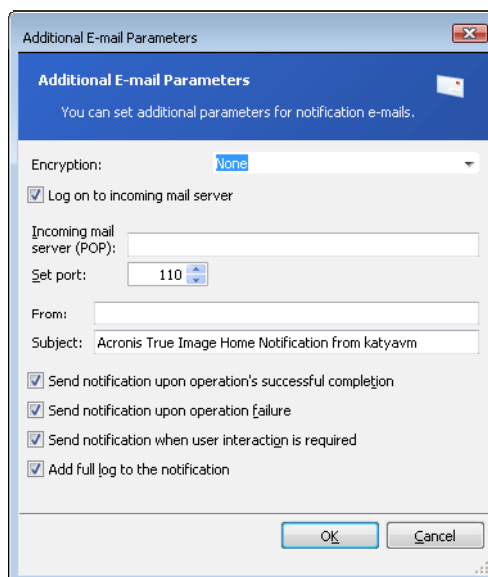 Additional E-mail Parameters
Additional E-mail Parameters
You can set additional parameters for notification e-mails.
Encryption: None
Log on to incoming mail server
Incoming mail
server (POP):
Set port: 110
From:
Subject: Acronis True Image Home Notification from katyavm
Send notification upon operation's successful completion
Send notification upon operation failure
Send notification when user interaction is required
Add full log to the notification
OK Cancel